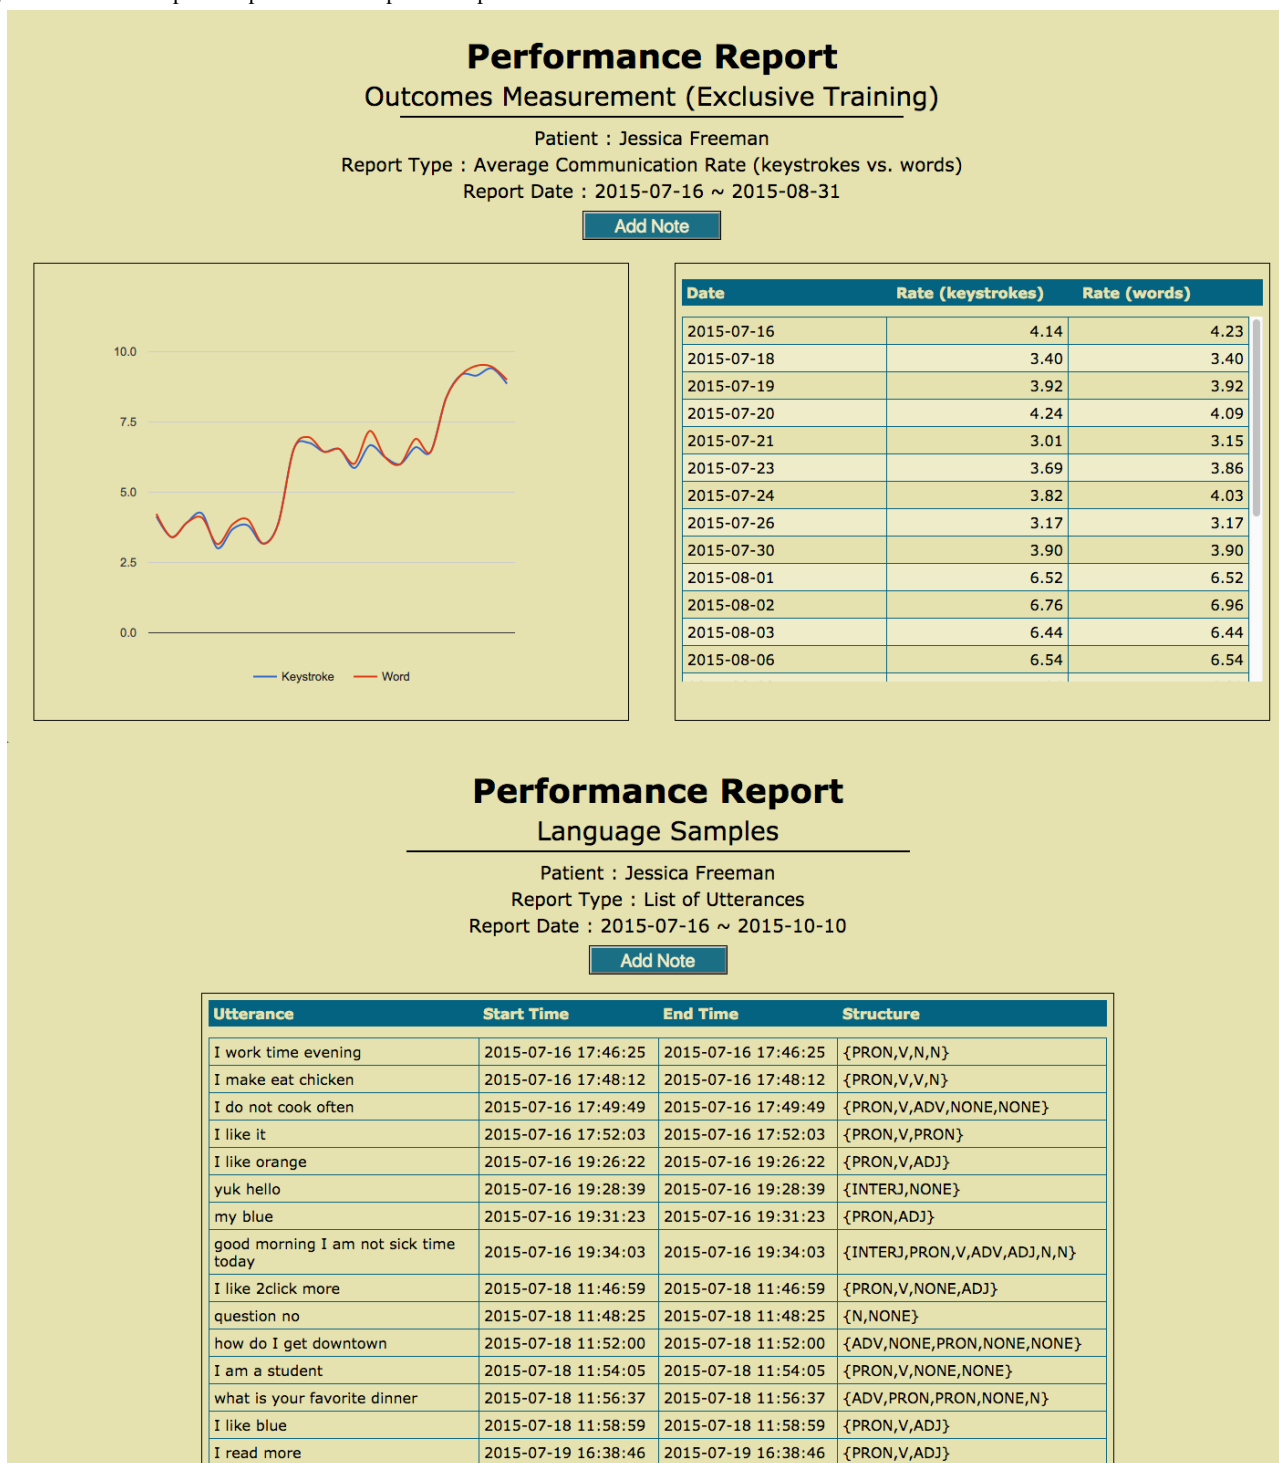 Performance Report
Outcomes Measurement (Exclusive Training)
Patient : Jessica Freeman
Report Type : Average Communication Rate (keystrokes vs. words)
Report Date : 2015-07-16 ~ 2015-08-31
Add Note
10.0
7.5
5.0
2.5
0.0
Keystroke Word
Date Rate (keystrokes) Rate (words)
2015-07-16 4.14 4.23
2015-07-18 3.40 3.40
2015-07-19 3.92 3.92
2015-07-20 4.24 4.09
2015-07-21 3.01 3.15
2015-07-23 3.69 3.86
2015-07-24 3.82 4.03
2015-07-26 3.17 3.17
2015-07-30 3.90 3.90
2015-08-01 6.52 6.52
2015-08-02 6.76 6.96
2015-08-03 6.44 6.44
2015-08-06 6.54 6.54
Performance Report
Language Samples
Patient : Jessica Freeman
Report Type : List of Utterances
Report Date : 2015-07-16 ~ 2015-10-10
Add Note
Utterance Start Time End Time Structure
I work time evening 2015-07-16 17:46:25 2015-07-16 17:46:25 {PRON,V,N,N}
I make eat chicken 2015-07-16 17:48:12 2015-07-16 17:48:12 {PRON,V,V,N}
I do not cook often 2015-07-16 17:49:49 2015-07-16 17:49:49 {PRON,V,ADV,NONE,NONE}
I like it 2015-07-16 17:52:03 2015-07-16 17:52:03 {PRON,V,PRON}
I like orange 2015-07-16 19:26:22 2015-07-16 19:26:22 {PRON,V,ADJ}
yuk hello 2015-07-16 19:28:39 2015-07-16 19:28:39 {INTERJ,NONE}
my blue 2015-07-16 19:31:23 2015-07-16 19:31:23 {PRON,ADJ}
good morning I am not sick time
today 2015-07-16 19:34:03 2015-07-16 19:34:03 {INTERJ,PRON,V,ADV,ADJ,N,N}
I like 2click more 2015-07-18 11:46:59 2015-07-18 11:46:59 {PRON,V,NONE,ADJ}
question no 2015-07-18 11:48:25 2015-07-18 11:48:25 {N,NONE}
how do I get downtown 2015-07-18 11:52:00 2015-07-18 11:52:00 {ADV,NONE,PRON,NONE,NONE}
I am a student 2015-07-18 11:54:05 2015-07-18 11:54:05 {PRON,V,NONE,NONE}
what is your favorite dinner 2015-07-18 11:56:37 2015-07-18 11:56:37 {ADV,PRON,PRON,NONE,N}
I like blue 2015-07-18 11:58:59 2015-07-18 11:58:59 {PRON,V,ADJ}
I read more 2015-07-19 16:38:46 2015-07-19 16:38:46 {PRON,V,ADJ}